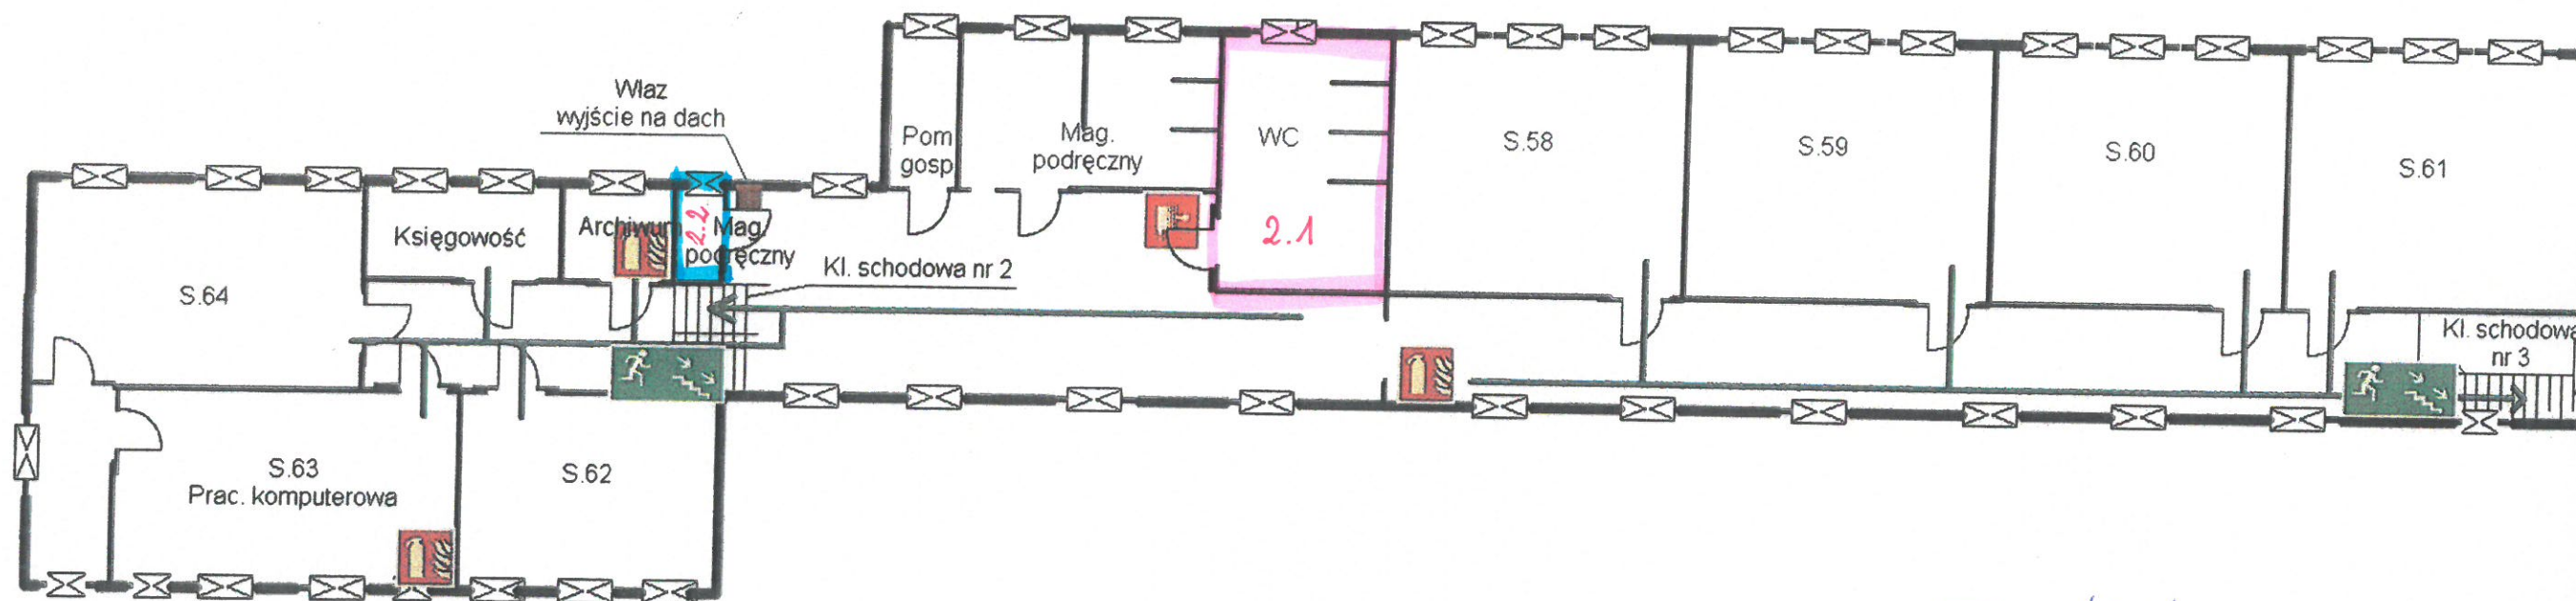 Właz
wyjście na dach
Pom
gosp
Mag.
podręczny
WC
S.58
S.59
S.60
S.61
2.1
2.2.
Księgowość
Archiwum
Mag.
podręczny
Kl. schodowa nr 2
S.64
Kl. schodowa
nr 3
S.63
Prac. komputerowa
S.62